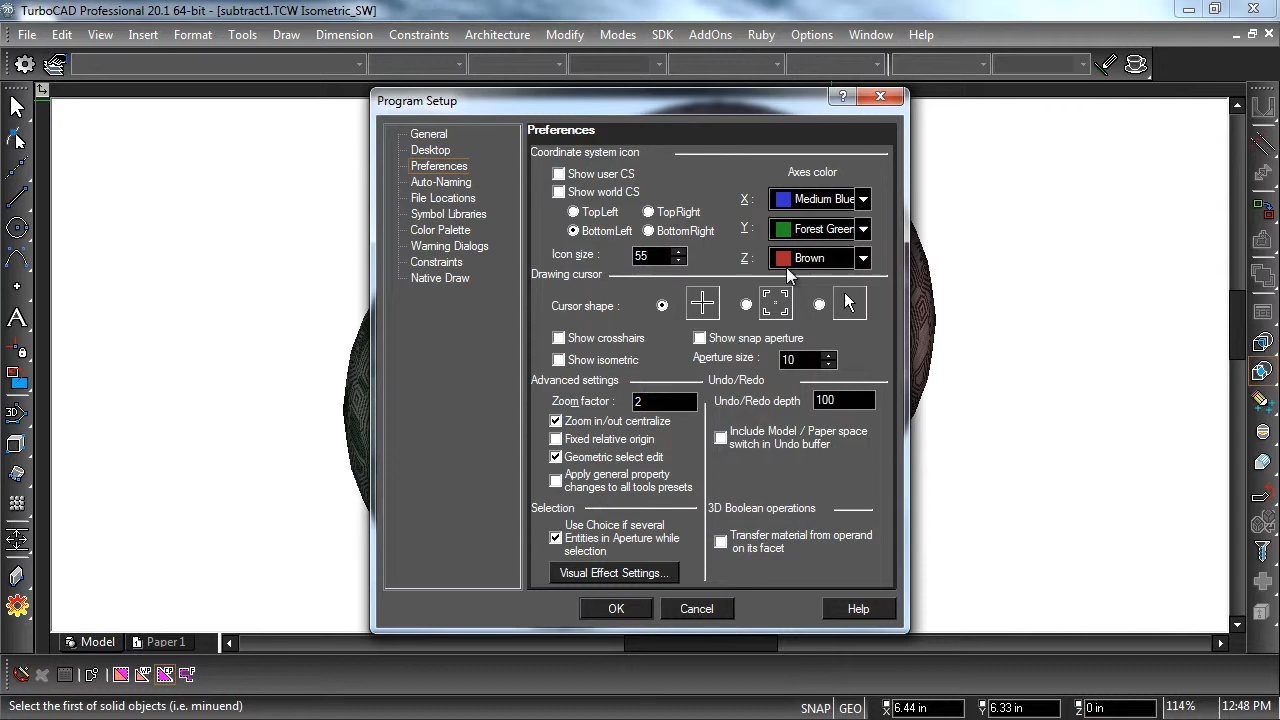 TurboCAD Professional 20.1 64-bit - [subtract1.TCW Isometric_SW]
File Edit View Insert Format Tools Draw Dimension Constraints Architecture Modify Modes SDK AddOns Ruby Options Window Help
Program Setup
General
Desktop
Preferences
Auto-Naming
File Locations
Symbol Libraries
Color Palette
Warning Dialogs
Constraints
Native Draw
Preferences
Coordinate system icon
Axes color
Show user CS
Show world CS
TopLeft TopRight
BottomLeft BottomRight
Icon size : 55
X : Medium Blue
Y : Forest Green
Z : Brown
Drawing cursor
Cursor shape :
Show crosshairs Show snap aperture
Show isometric Aperture size : 10
Advanced settings
Zoom factor : 2
Zoom in/out centralize
Fixed relative origin
Geometric select edit
Apply general property
changes to all tools presets
Undo/Redo
Undo/Redo depth 100
Include Model / Paper space
switch in Undo buffer
Selection
Use Choice if several
Entities in Aperture while
selection
Visual Effect Settings...
3D Boolean operations
Transfer material from operand
on its facet
OK Cancel Help
Model Paper 1
Select the first of solid objects (i.e. minuend) SNAP GEO X 6.44 in Y 6.33 in Z 0 in 114% 12:48 PM